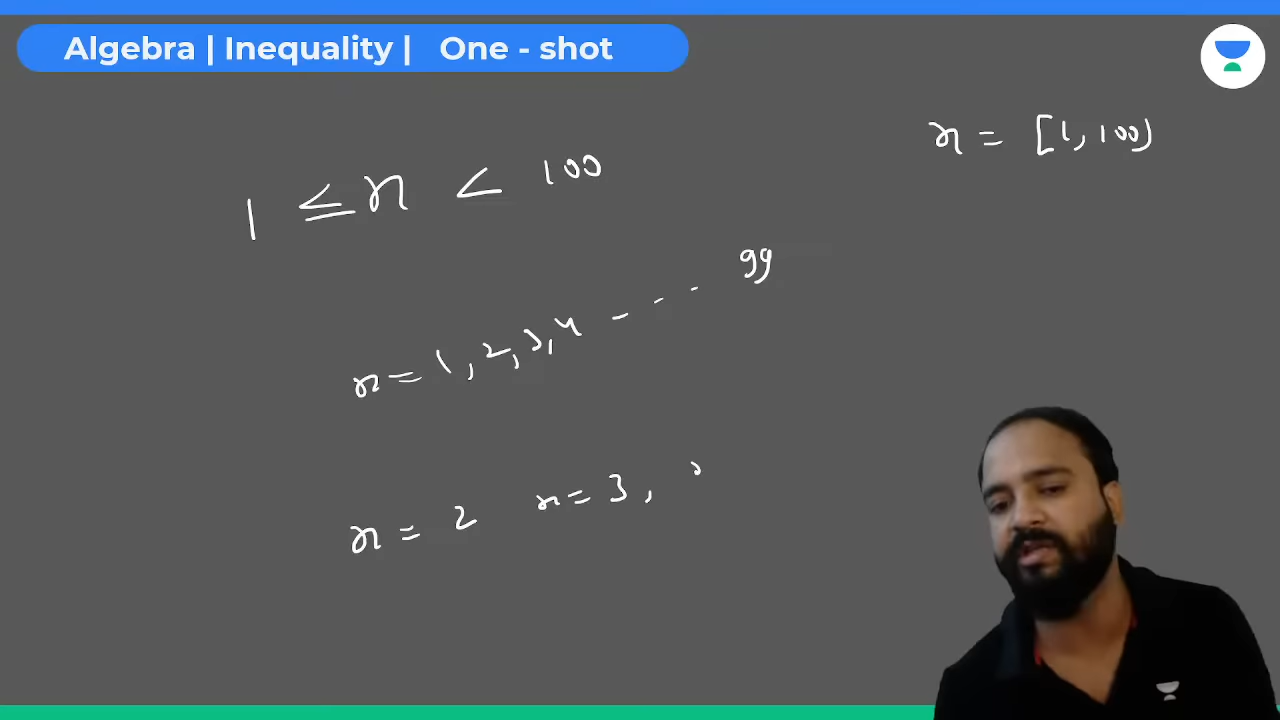 Algebra | Inequality | One - shot
n = [1, 100)
1 ≤ n < 100
n = 1, 2, 3, 4 - - - 99
n = 2 n = 3,